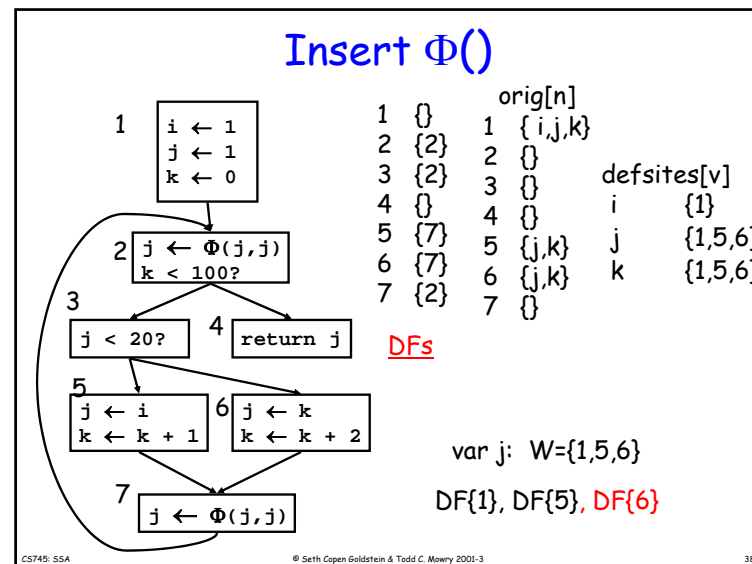 Insert Φ()
1
i ← 1
j ← 1
k ← 0
2
j ← Φ(j,j)
k < 100?
3
j < 20?
4
return j
5
j ← i
k ← k + 1
6
j ← k
k ← k + 2
7
j ← Φ(j,j)
1 {}
2 {2}
3 {2}
4 {}
5 {7}
6 {7}
7 {2}
DFs
orig[n]
1 { i,j,k}
2 {}
3 {}
4 {}
5 {j,k}
6 {j,k}
7 {}
defsites[v]
i {1}
j {1,5,6}
k {1,5,6}
var j: W={1,5,6}
DF{1}, DF{5}, DF{6}
CS745: SSA
© Seth Copen Goldstein & Todd C. Mowry 2001-3
38